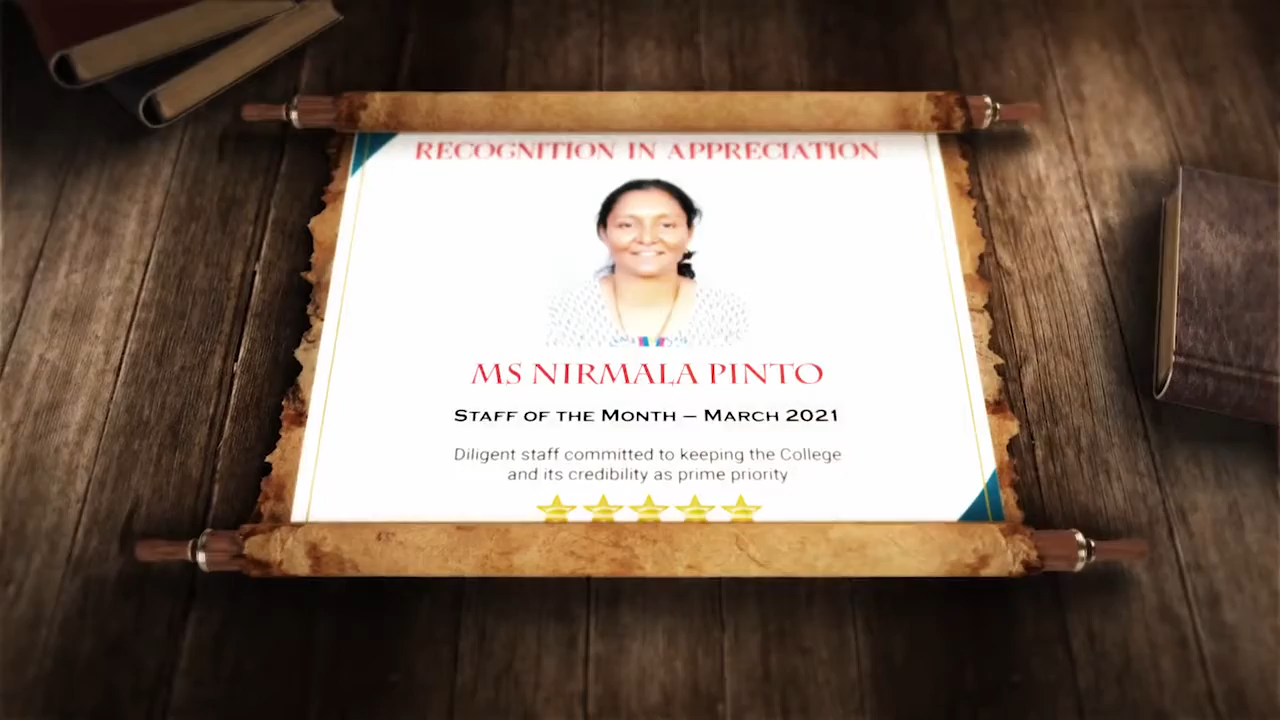 RECOGNITION IN APPRECIATION
MS NIRMALA PINTO
STAFF OF THE MONTH – MARCH 2021
Diligent staff committed to keeping the College
and its credibility as prime priority